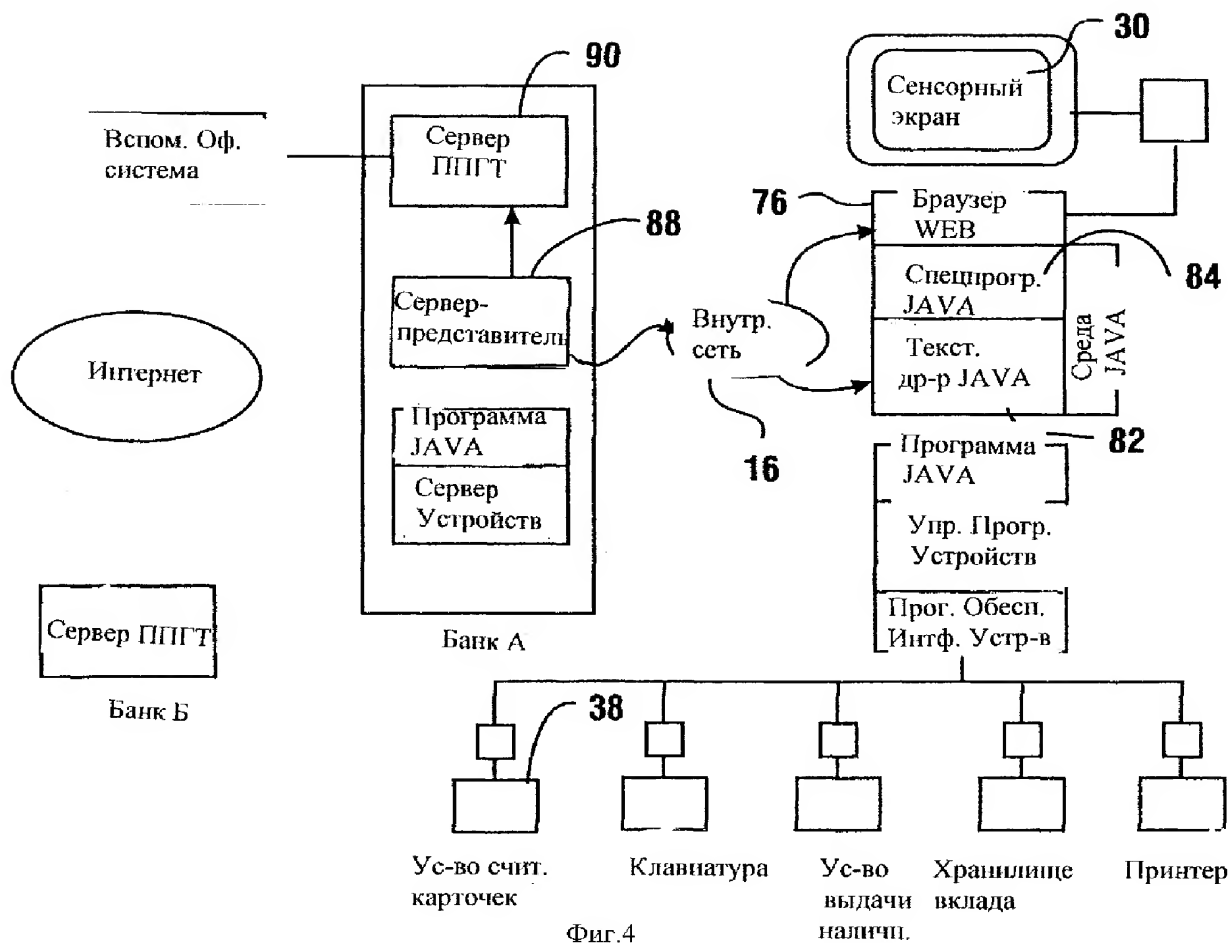 90
30
Сенсорный
экран
Вспом. Оф.
система
Сервер
ППГТ
76
Браузер
WEB
88
84
Спецпрогр.
JAVA
Сервер-
представитель
Внутр.
сеть
Среда
JAVA
Текст.
др-р JAVA
Интернет
16
82
Программа
JAVA
Программа
JAVA
Сервер
Устройств
Упр. Прогр.
Устройств
Прог. Обесп.
Интф. Устр-в
Сервер ППГТ
Банк А
Банк Б
38
Ус-во счит.
карточек
Клавиатура
Ус-во
выдачи
наличн.
Хранилище
вклада
Принтер
Фиг.4